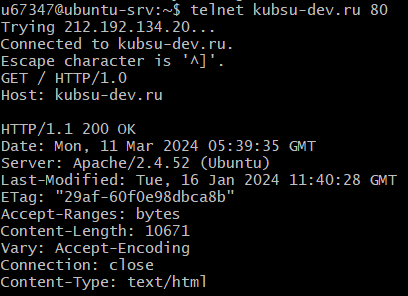 u67347@ubuntu-srv:~$ telnet kubsu-dev.ru 80
Trying 212.192.134.20...
Connected to kubsu-dev.ru.
Escape character is '^]'.
GET / HTTP/1.0
Host: kubsu-dev.ru

HTTP/1.1 200 OK
Date: Mon, 11 Mar 2024 05:39:35 GMT
Server: Apache/2.4.52 (Ubuntu)
Last-Modified: Tue, 16 Jan 2024 11:40:28 GMT
ETag: "29af-60f0e98dbca8b"
Accept-Ranges: bytes
Content-Length: 10671
Vary: Accept-Encoding
Connection: close
Content-Type: text/html